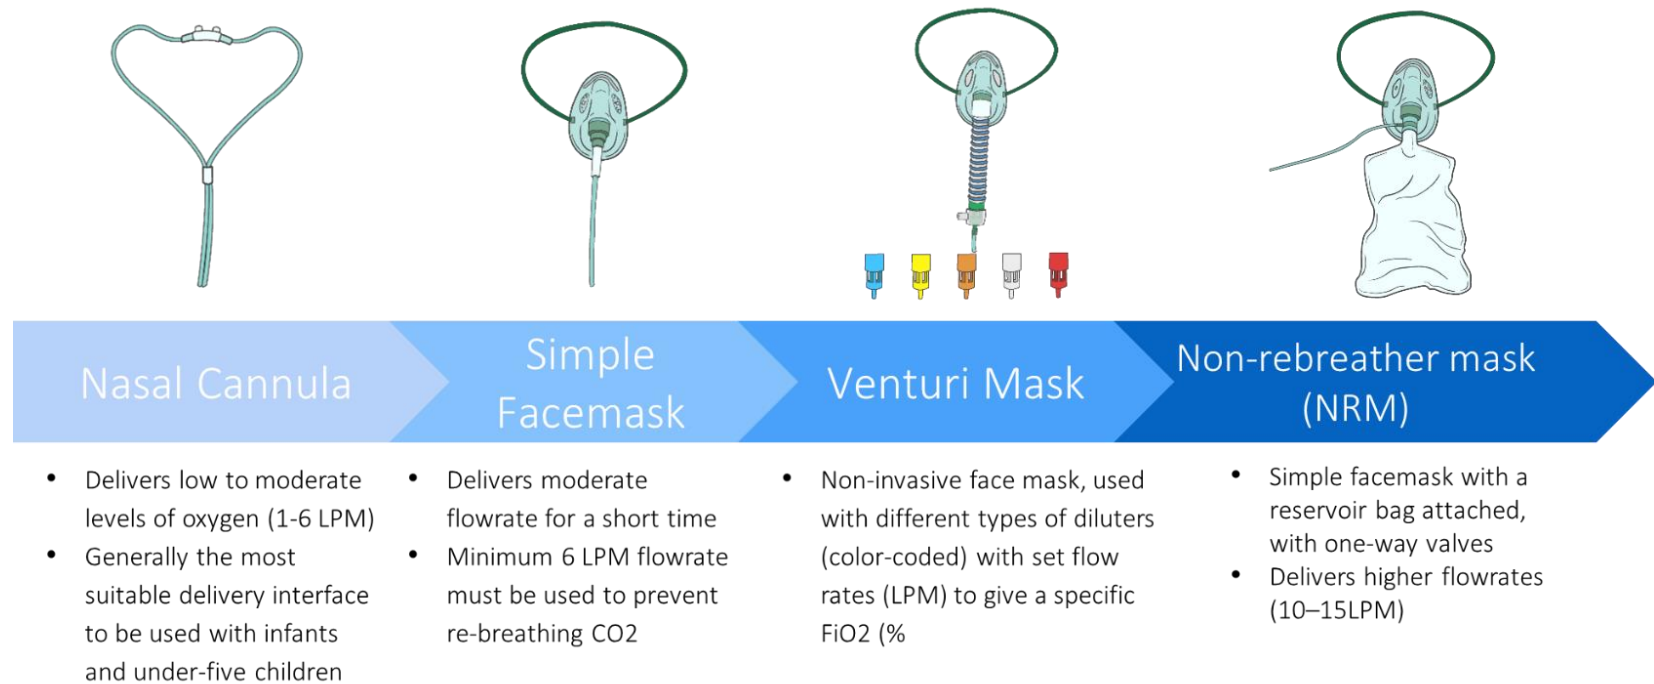 Nasal Cannula
Simple
Facemask
Venturi Mask
Non-rebreather mask
(NRM)
• Delivers low to moderate
levels of oxygen (1-6 LPM)
• Generally the most
suitable delivery interface
to be used with infants
and under-five children
• Delivers moderate
flowrate for a short time
• Minimum 6 LPM flowrate
must be used to prevent
re-breathing CO2
• Non-invasive face mask, used
with different types of diluters
(color-coded) with set flow
rates (LPM) to give a specific
FiO2 (%
• Simple facemask with a
reservoir bag attached,
with one-way valves
• Delivers higher flowrates
(10–15LPM)